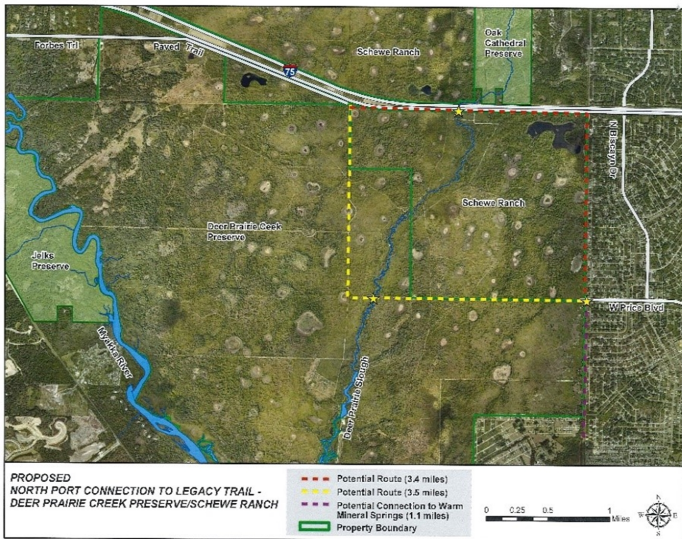 Forbes Trl
Paved Trail
75
Schewe Ranch
Oak
Cathedral
Preserve
N Biscayne Dr
Deer Prairie Creek
Preserve
Schewe Ranch
Jelks
Preserve
W Price Blvd
Myakka River
Deer Prairie Slough
PROPOSED
NORTH PORT CONNECTION TO LEGACY TRAIL -
DEER PRAIRIE CREEK PRESERVE/SCHEWE RANCH
Potential Route (3.4 miles)
Potential Route (3.5 miles)
Potential Connection to Warm
Mineral Springs (1.1 miles)
Property Boundary
0 0.25 0.5 1
Miles
N
W E
S